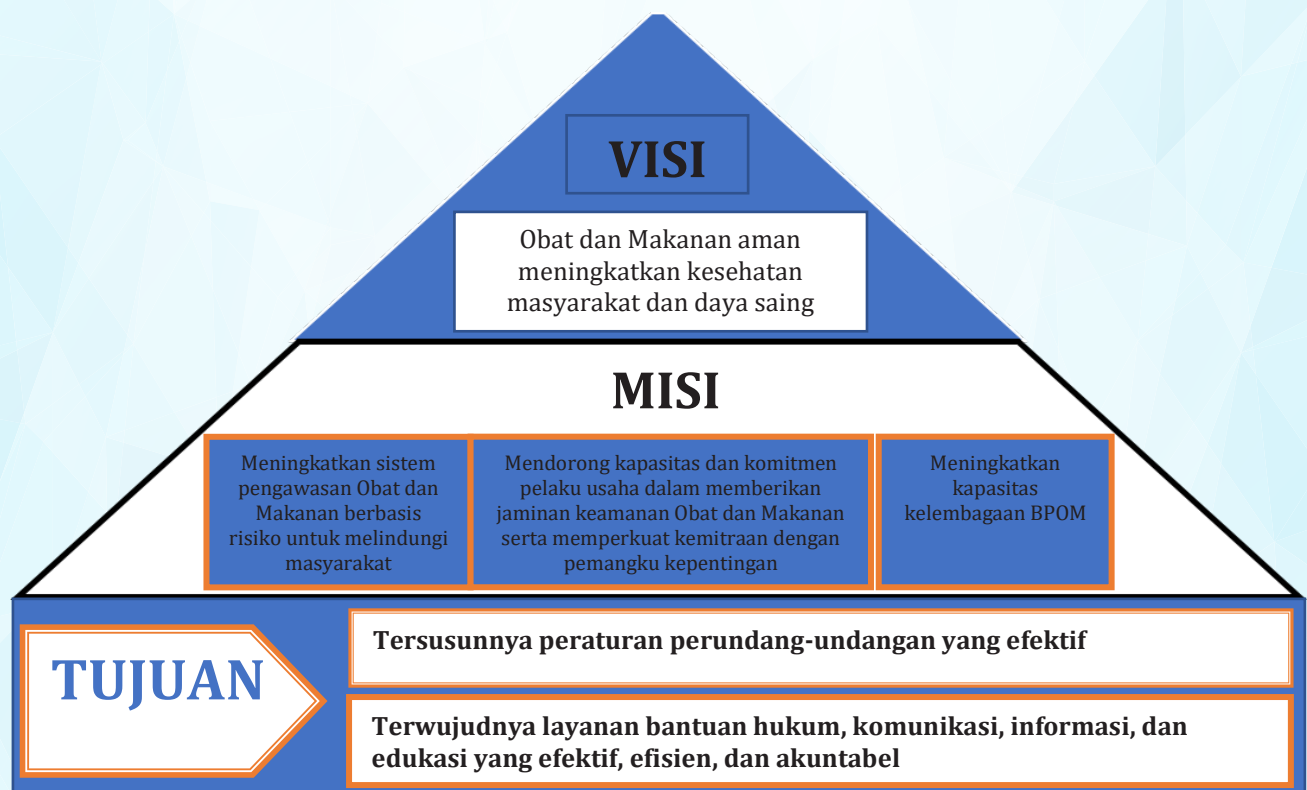 VISI
Obat dan Makanan aman
meningkatkan kesehatan
masyarakat dan daya saing
MISI
Meningkatkan sistem
pengawasan Obat dan
Makanan berbasis
risiko untuk melindungi
masyarakat
Mendorong kapasitas dan komitmen
pelaku usaha dalam memberikan
jaminan keamanan Obat dan Makanan
serta memperkuat kemitraan dengan
pemangku kepentingan
Meningkatkan
kapasitas
kelembagaan BPOM
TUJUAN
Tersusunnya peraturan perundang-undangan yang efektif
Terwujudnya layanan bantuan hukum, komunikasi, informasi, dan
edukasi yang efektif, efisien, dan akuntabel